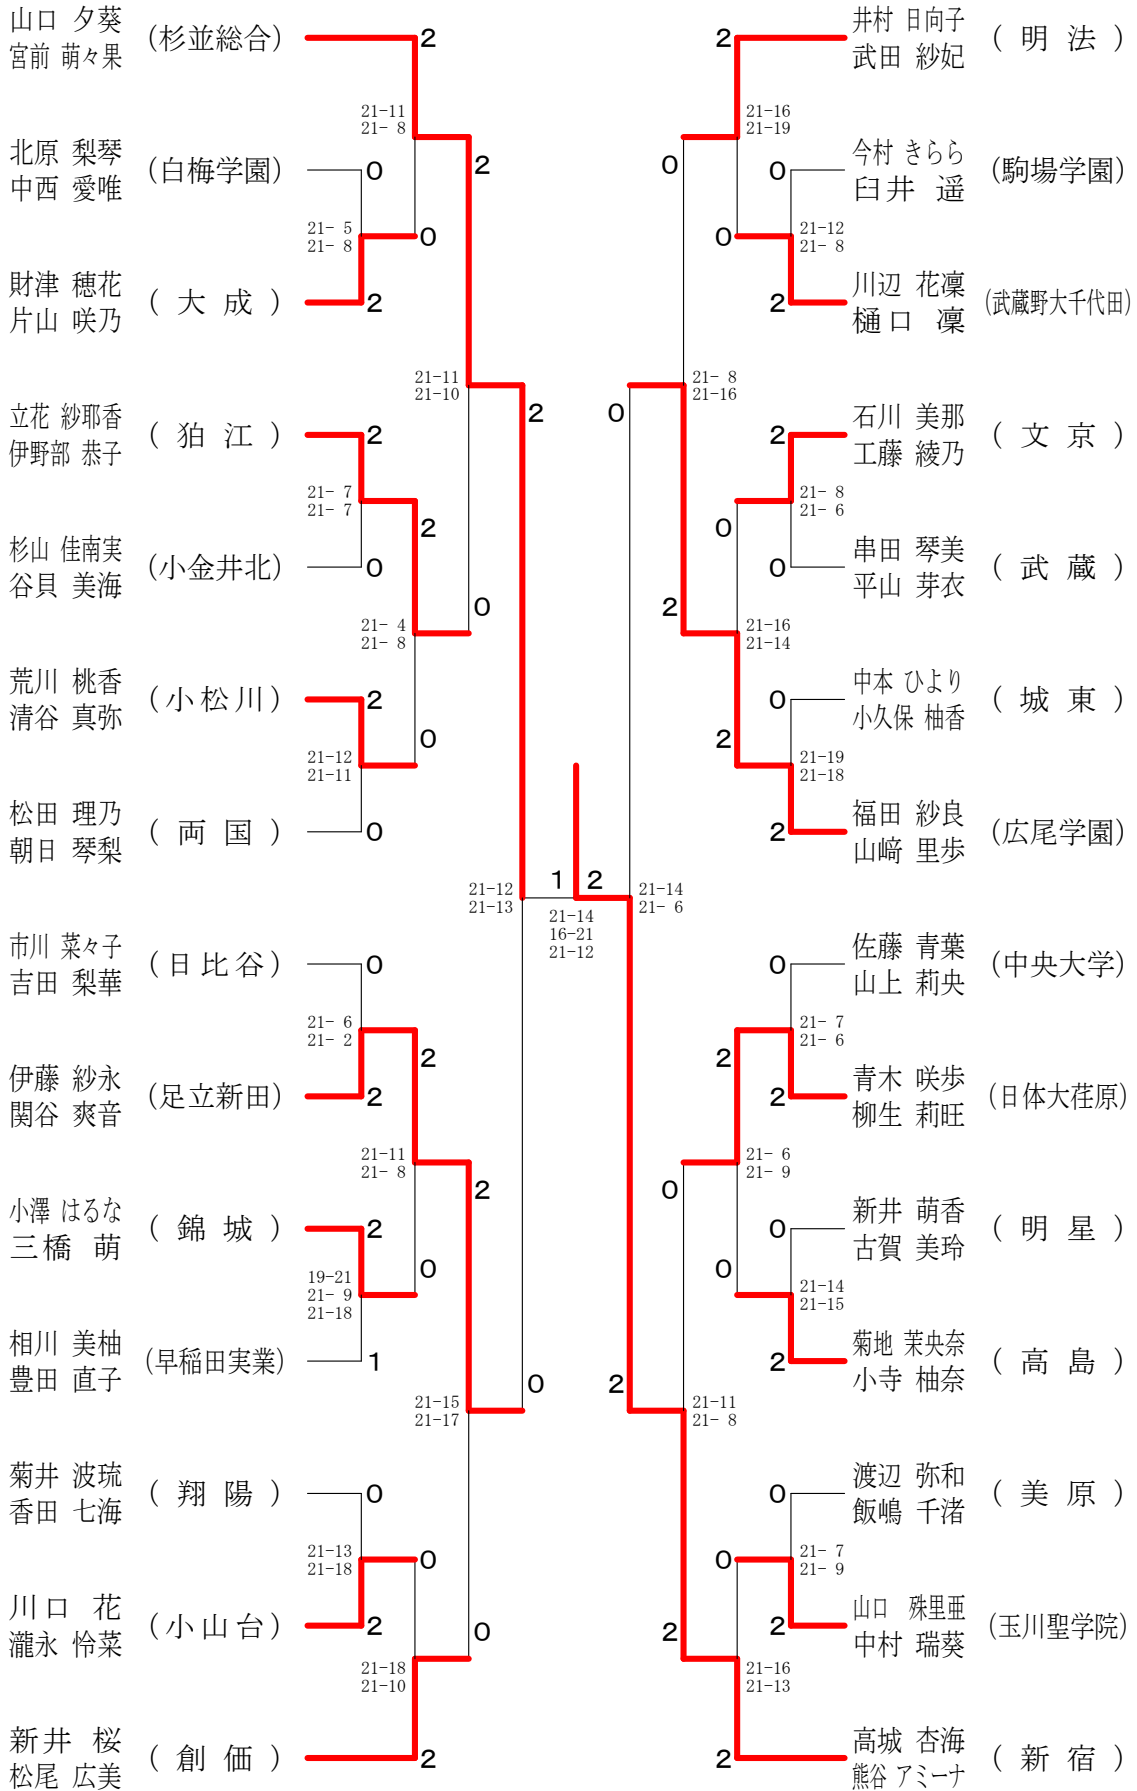 山口 夕葵
宮前 萌々果
(杉並総合)
2
21-11
21- 8
北原 梨琴
中西 愛唯
(白梅学園)
0
2
21- 5
21- 8
0
財津 穂花
片山 咲乃
( 大 成 )
2
21-11
21-10
2
立花 紗耶香
伊野部 恭子
( 狛 江 )
2
21- 7
21- 7
2
杉山 佳南実
谷貝 美海
(小金井北)
0
0
21- 4
21- 8
荒川 桃香
清谷 真弥
(小松川)
2
0
21-12
21-11
松田 理乃
朝日 琴梨
( 両 国 )
0
21-12
21-13
市川 菜々子
吉田 梨華
(日比谷)
0
21- 6
21- 2
2
伊藤 紗永
関谷 爽音
(足立新田)
2
21-11
21- 8
2
小澤 はるな
三橋 萌
( 錦 城 )
2
0
19-21
21- 9
21-18
相川 美柚
豊田 直子
(早稲田実業)
1
0
21-15
21-17
菊井 波琉
香田 七海
( 翔 陽 )
0
21-13
21-18
0
川口 花
瀧永 怜菜
(小山台)
2
0
21-18
21-10
新井 桜
松尾 広美
( 創 価 )
2
1 2
21-14
16-21
21-12
2
井村 日向子
武田 紗妃
( 明 法 )
21-16
21-19
0
0
今村 きらら
臼井 遥
(駒場学園)
0
21-12
21- 8
2
川辺 花凜
樋口 凜
(武蔵野大千代田)
21- 8
21-16
0
2
石川 美那
工藤 綾乃
( 文 京 )
21- 8
21- 6
0
0
串田 琴美
平山 芽衣
( 武 蔵 )
2
21-16
21-14
0
中本 ひより
小久保 柚香
( 城 東 )
2
21-19
21-18
2
福田 紗良
山﨑 里歩
(広尾学園)
21-14
21- 6
0
佐藤 青葉
山上 莉央
(中央大学)
21- 7
21- 6
2
2
青木 咲歩
柳生 莉旺
(日体大荏原)
21- 6
21- 9
0
0
新井 萌香
古賀 美玲
( 明 星 )
0
21-14
21-15
2
菊地 茉央奈
小寺 柚奈
( 高 島 )
2
21-11
21- 8
0
渡辺 弥和
飯嶋 千渚
( 美 原 )
21- 7
21- 9
0
2
山口 殊里亜
中村 瑞葵
(玉川聖学院)
2
21-16
21-13
2
高城 杏海
熊谷 アミーナ
( 新 宿 )